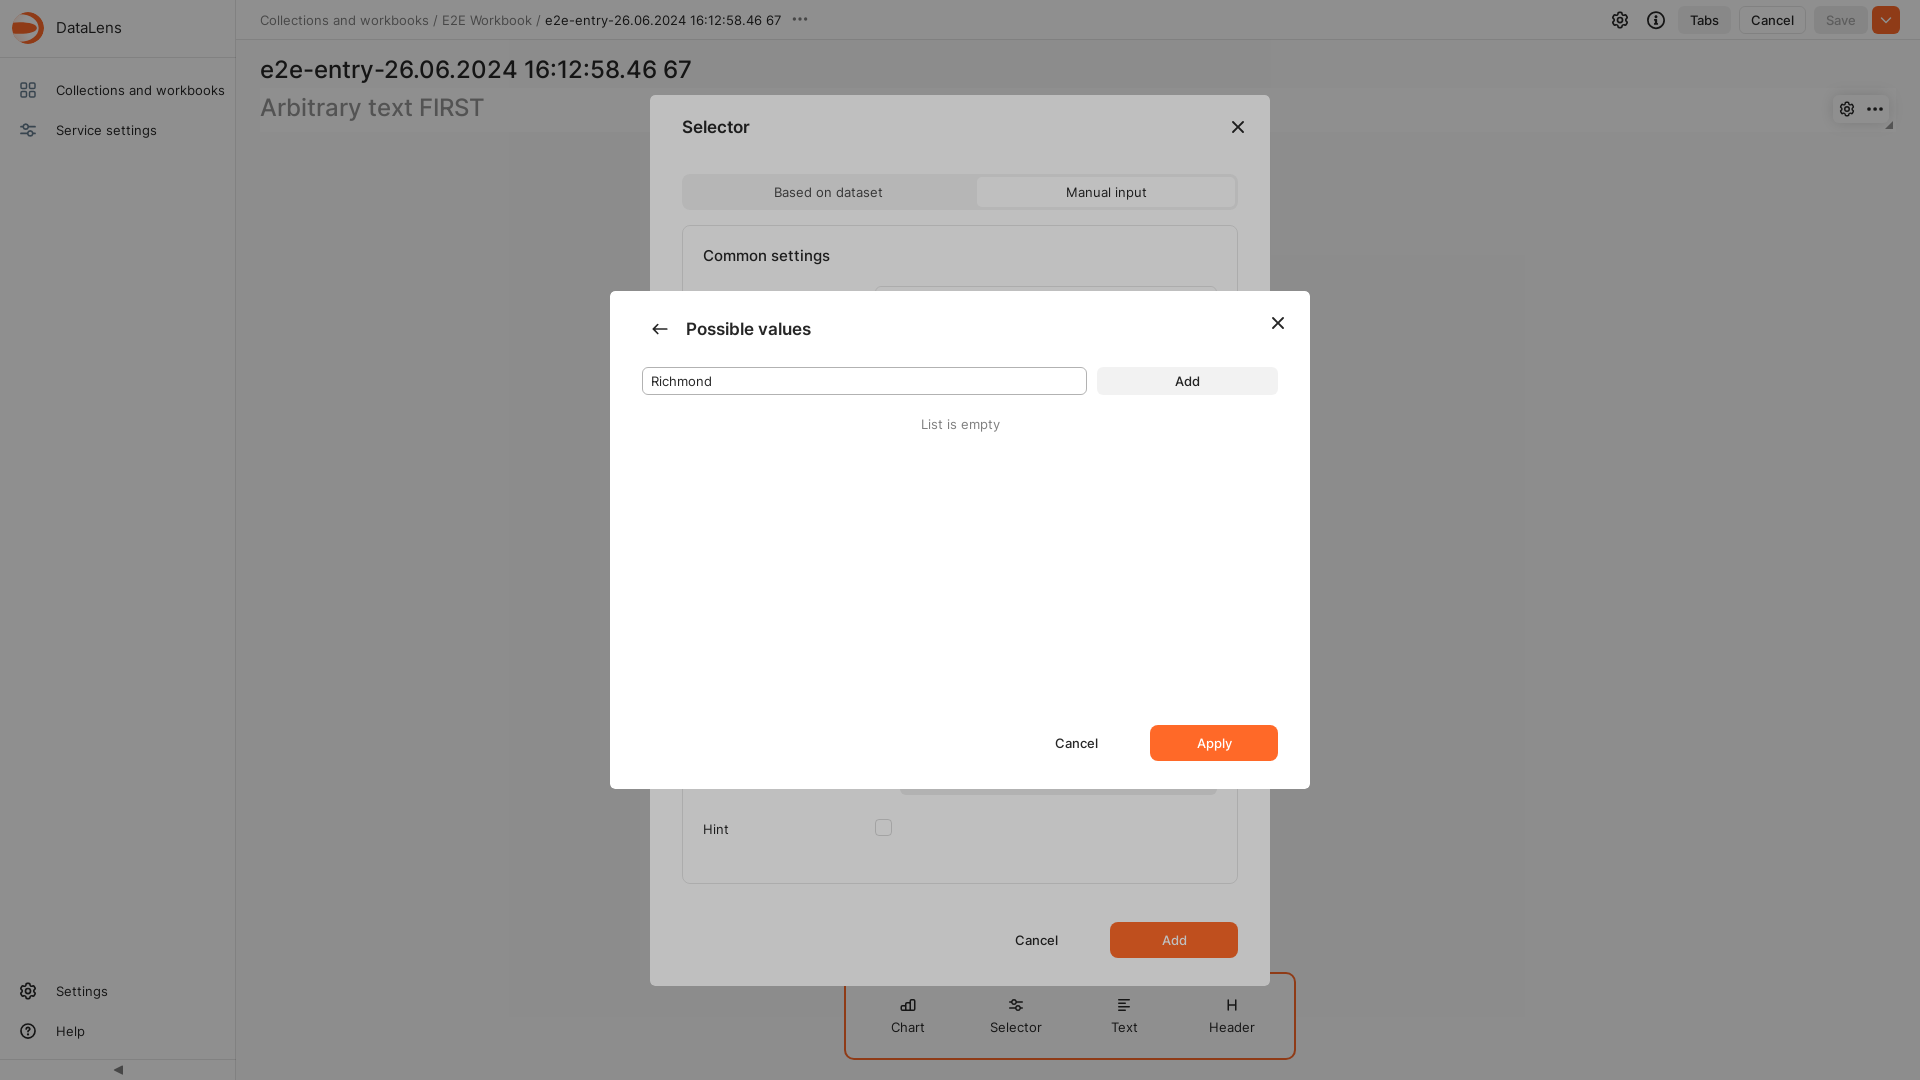 DataLens
Collections and workbooks / E2E Workbook / e2e-entry-26.06.2024 16:12:58.46 67
Tabs
Cancel
Save
e2e-entry-26.06.2024 16:12:58.46 67
Collections and workbooks
Arbitrary text FIRST
Service settings
Selector
Based on dataset
Manual input
Common settings
Possible values
Richmond
Add
List is empty
Cancel
Apply
Hint
Cancel
Add
Settings
Help
Chart
Selector
Text
H
Header